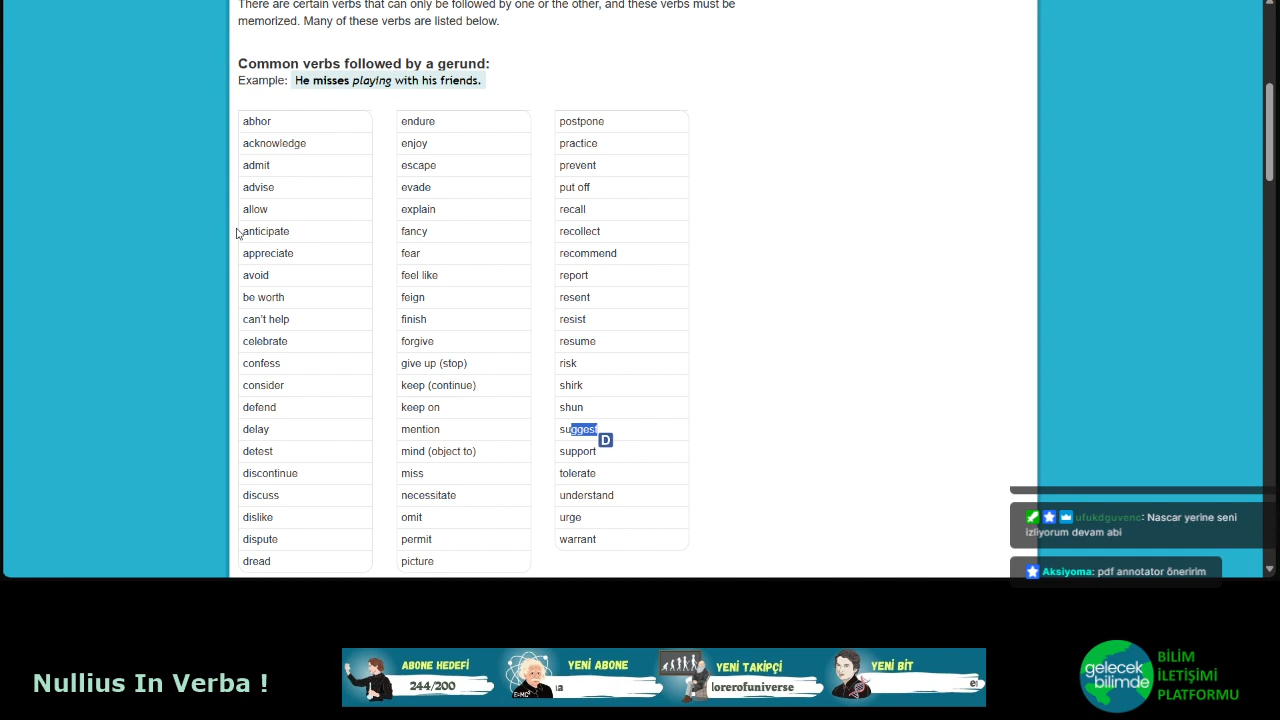 There are certain verbs that can only be followed by one or the other, and these verbs must be
memorized. Many of these verbs are listed below.
Common verbs followed by a gerund:
Example: He misses playing with his friends.
abhor
acknowledge
admit
advise
allow
anticipate
appreciate
avoid
be worth
can't help
celebrate
confess
consider
defend
delay
detest
discontinue
discuss
dislike
dispute
dread
endure
enjoy
escape
evade
explain
fancy
fear
feel like
feign
finish
forgive
give up (stop)
keep (continue)
keep on
mention
mind (object to)
miss
necessitate
omit
permit
picture
postpone
practice
prevent
put off
recall
recollect
recommend
report
resent
resist
resume
risk
shirk
shun
suggest
D
support
tolerate
understand
urge
warrant
ufukdguvenc: Nascar yerine seni
izliyorum devam abi
Aksiyoma: pdf annotator öneririm
Nullius In Verba !
ABONE HEDEFİ
244/200
E=MC²
YENİ ABONE
YENİ TAKİPÇİ
lorerofuniverse
YENİ BİT
gelecek
bilimde
BİLİM
İLETİŞİMİ
PLATFORMU